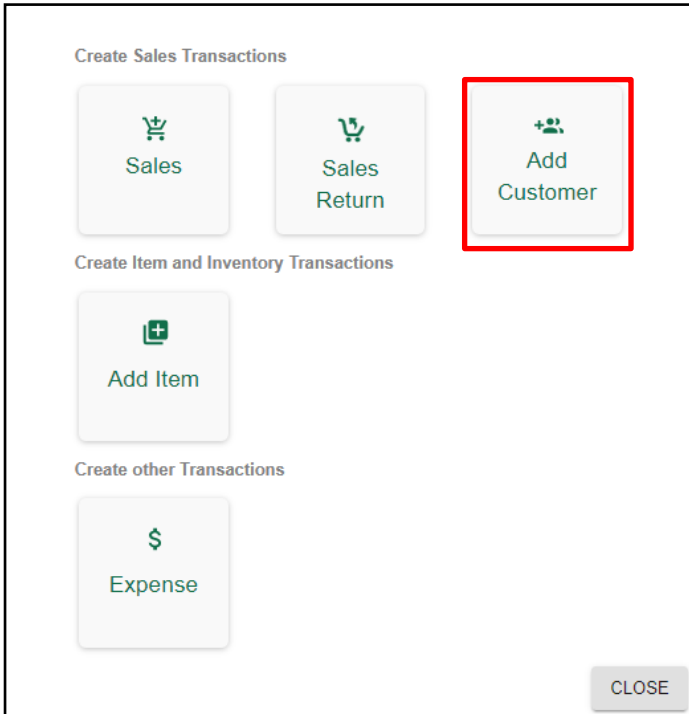 Create Sales Transactions
Sales
Sales
Return
Add
Customer
Create Item and Inventory Transactions
Add Item
Create other Transactions
Expense
CLOSE